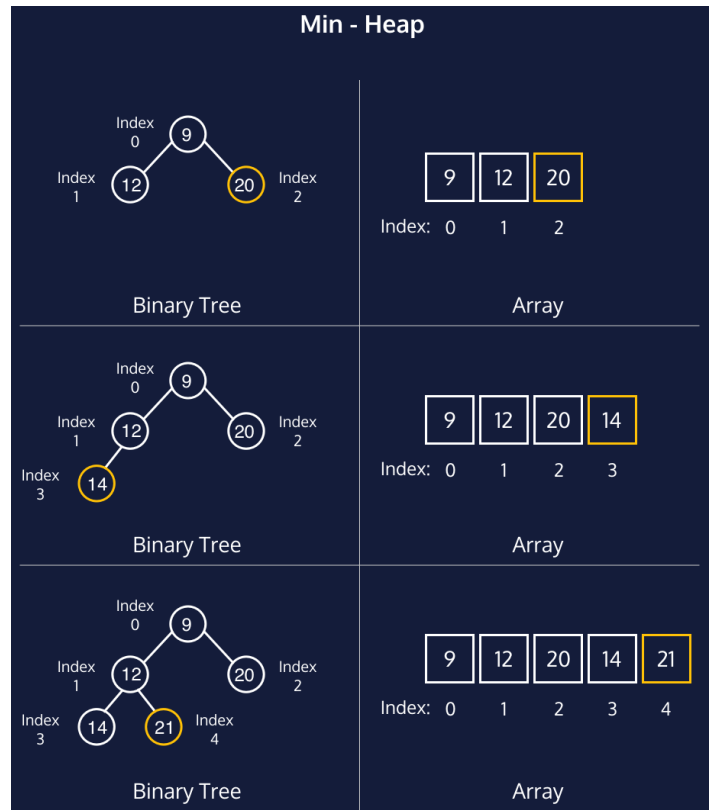 Min - Heap
Index
0
9
Index
1
12
20
Index
2
Binary Tree
9 12 20
Index: 0 1 2
Array
Index
0
9
Index
1
12
20
Index
2
Index
3
14
Binary Tree
9 12 20 14
Index: 0 1 2 3
Array
Index
0
9
Index
1
12
20
Index
2
Index
3
14
21
Index
4
Binary Tree
9 12 20 14 21
Index: 0 1 2 3 4
Array